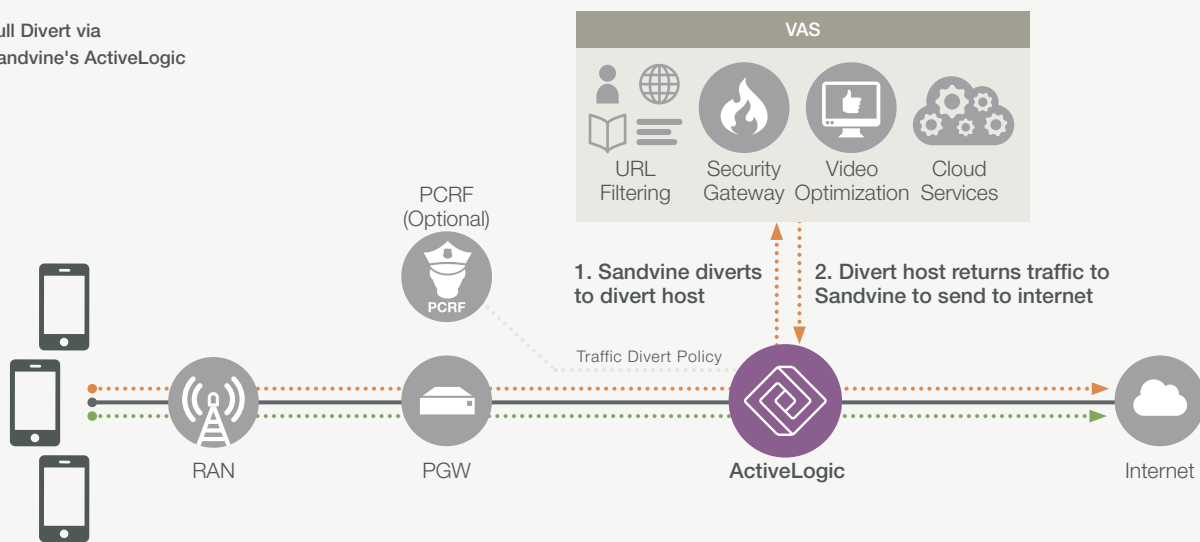 ull Divert via
andvine's ActiveLogic
VAS
URL
Filtering
Security
Gateway
Video
Optimization
Cloud
Services
PCRF
(Optional)
PCRF
1. Sandvine diverts
to divert host
2. Divert host returns traffic to
Sandvine to send to internet
Traffic Divert Policy
RAN
PGW
ActiveLogic
Internet